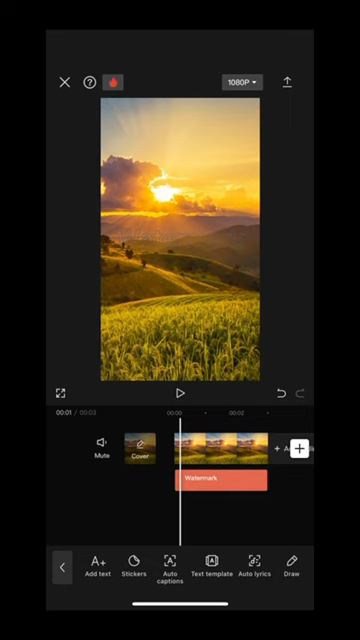 1080P
00:01 / 00:03
00:00
00:02
Mute
Cover
Watermark
Add text
Stickers
Auto captions
Text template
Auto lyrics
Draw